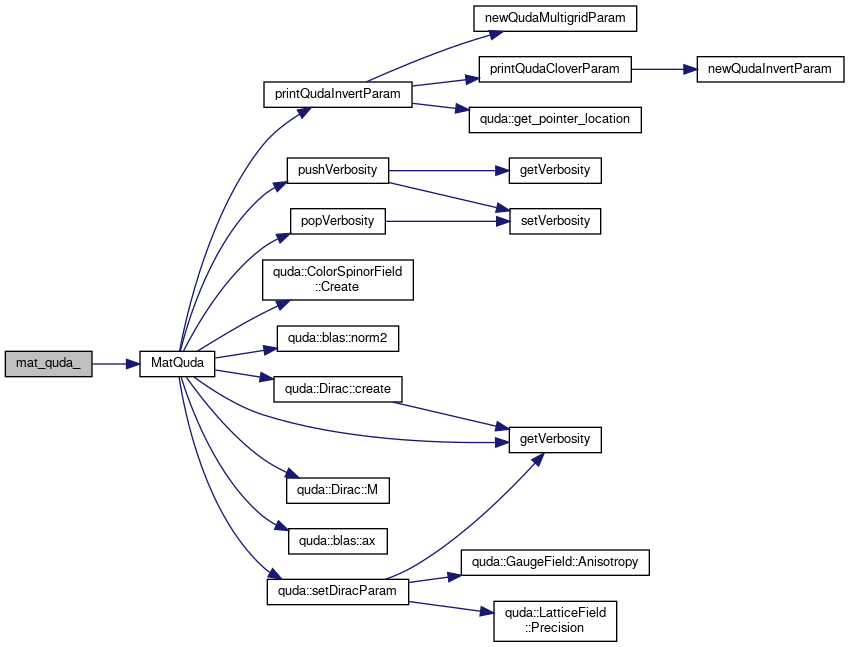 newQudaMultigridParam
printQudaCloverParam
newQudaInvertParam
printQudaInvertParam
quda::get_pointer_location
pushVerbosity
getVerbosity
popVerbosity
setVerbosity
quda::ColorSpinorField
::Create
quda::blas::norm2
mat_quda_
MatQuda
quda::Dirac::create
getVerbosity
quda::Dirac::M
quda::blas::ax
quda::GaugeField::Anisotropy
quda::setDiracParam
quda::LatticeField
::Precision